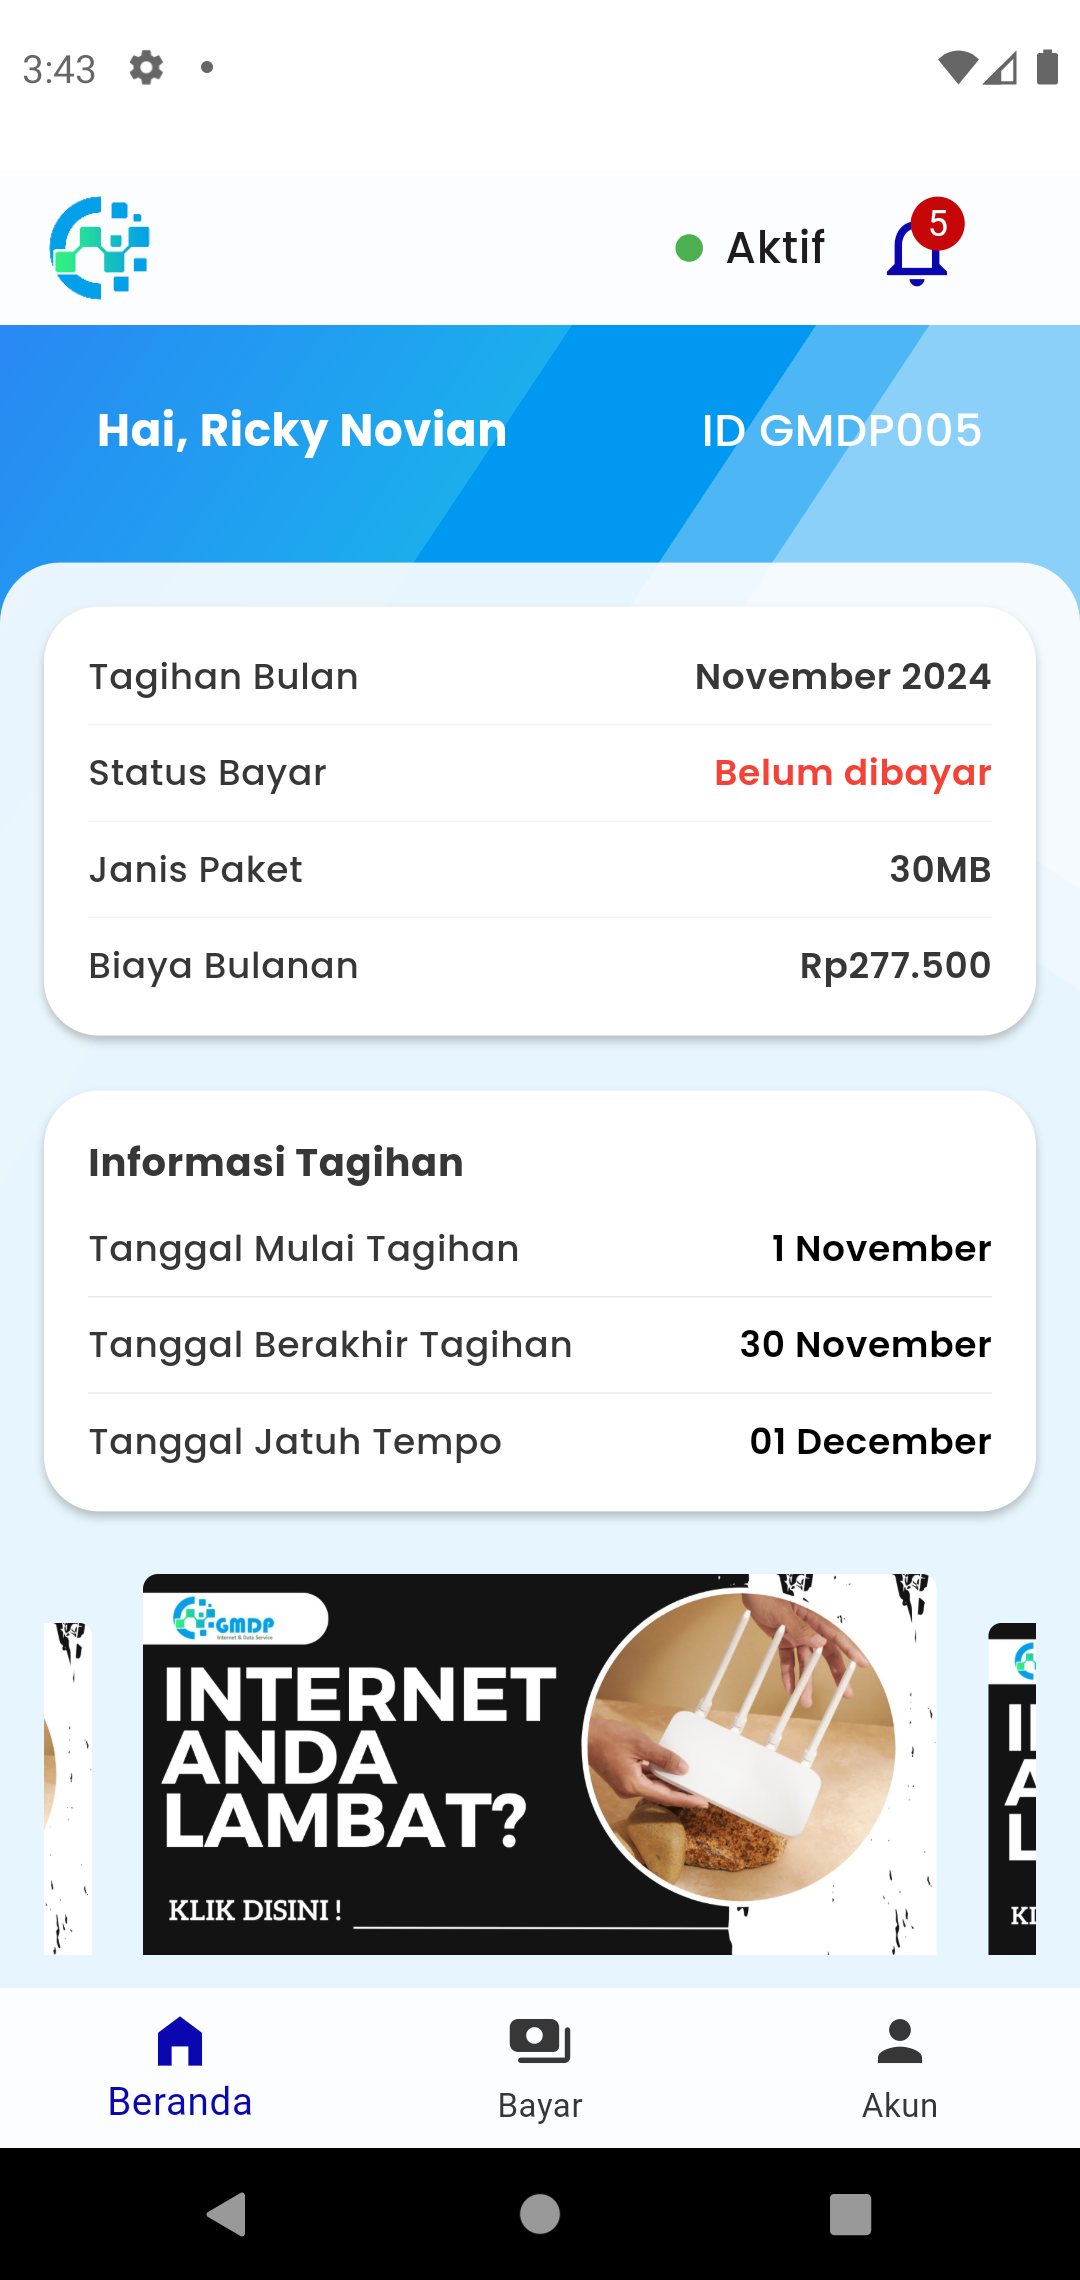 3:43
Aktif
5
Hai, Ricky Novian
ID GMDP005
Tagihan Bulan
November 2024
Status Bayar
Belum dibayar
Janis Paket
30MB
Biaya Bulanan
Rp277.500
Informasi Tagihan
Tanggal Mulai Tagihan
1 November
Tanggal Berakhir Tagihan
30 November
Tanggal Jatuh Tempo
01 December
GMDP
Internet & Data Service
INTERNET
ANDA
LAMBAT?
KLIK DISINI !
Beranda
Bayar
Akun